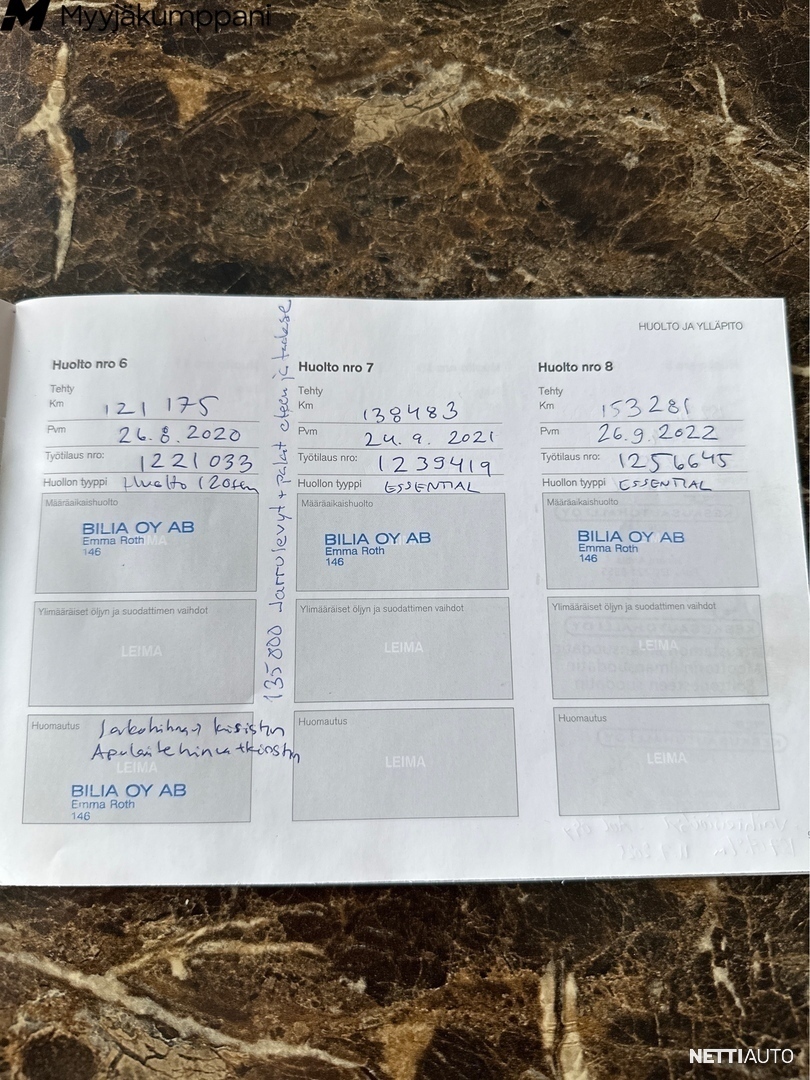 Myyjäkumppani
HUOLTO JA YLLÄPITO
Huolto nro 6
Tehty
Km 121 175
Pvm 26.8.2020
Työtilaus nro: 1221033
Huollon tyyppi Huolto 120tkm
Määräaikaishuolto
BILIA OY AB
Emma Roth
146
Ylimääräiset öljyn ja suodattimen vaihdot
LEIMA
Huomautus
Apulaitehihna + kiristin
LEIMA
BILIA OY AB
Emma Roth
146
135 000 Jarrulevyt + palat eteen ja taakse
Huolto nro 7
Tehty
Km 138483
Pvm 24.9. 2021
Työtilaus nro: 1239419
Huollon tyyppi ESSENTIAL
Määräaikaishuolto
BILIA OY AB
Emma Roth
146
Ylimääräiset öljyn ja suodattimen vaihdot
LEIMA
Huomautus
LEIMA
Huolto nro 8
Tehty
Km 153281
Pvm 26.9.2022
Työtilaus nro: 1256645
Huollon tyyppi ESSENTIAL
Määräaikaishuolto
BILIA OY AB
Emma Roth
146
Ylimääräiset öljyn ja suodattimen vaihdot
LEIMA
Huomautus
LEIMA
NETTIAUTO